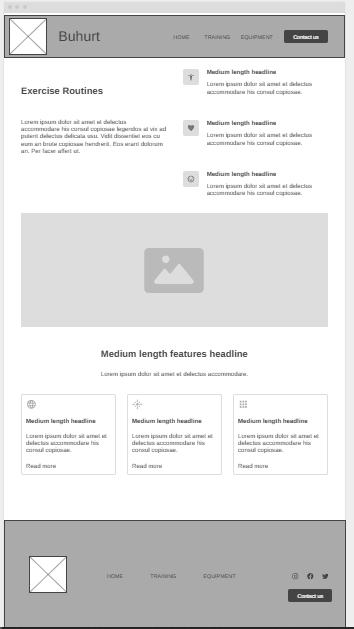 Buhurt
HOME TRAINING EQUIPMENT Contact us
Exercise Routines
Lorem ipsum dolor sit amet et delectus
accommodare his consul copiosae legendos at vix ad
putent delectus delicata usu. Vidit dissentiet eos cu
eum an brute copiosae hendrerit. Eos erant dolorum
an. Per facer affert ut.
Medium length headline
Lorem ipsum dolor sit amet et delectus
accommodare his consul copiosae.
Medium length headline
Lorem ipsum dolor sit amet et delectus
accommodare his consul copiosae.
Medium length headline
Lorem ipsum dolor sit amet et delectus
accommodare his consul copiosae.
Medium length features headline
Lorem ipsum dolor sit amet et delectus accommodare.
Medium length headline
Lorem ipsum dolor sit amet et
delectus accommodare his
consul copiosae.
Read more
Medium length headline
Lorem ipsum dolor sit amet et
delectus accommodare his
consul copiosae.
Read more
Medium length headline
Lorem ipsum dolor sit amet et
delectus accommodare his
consul copiosae.
Read more
HOME TRAINING EQUIPMENT
Contact us